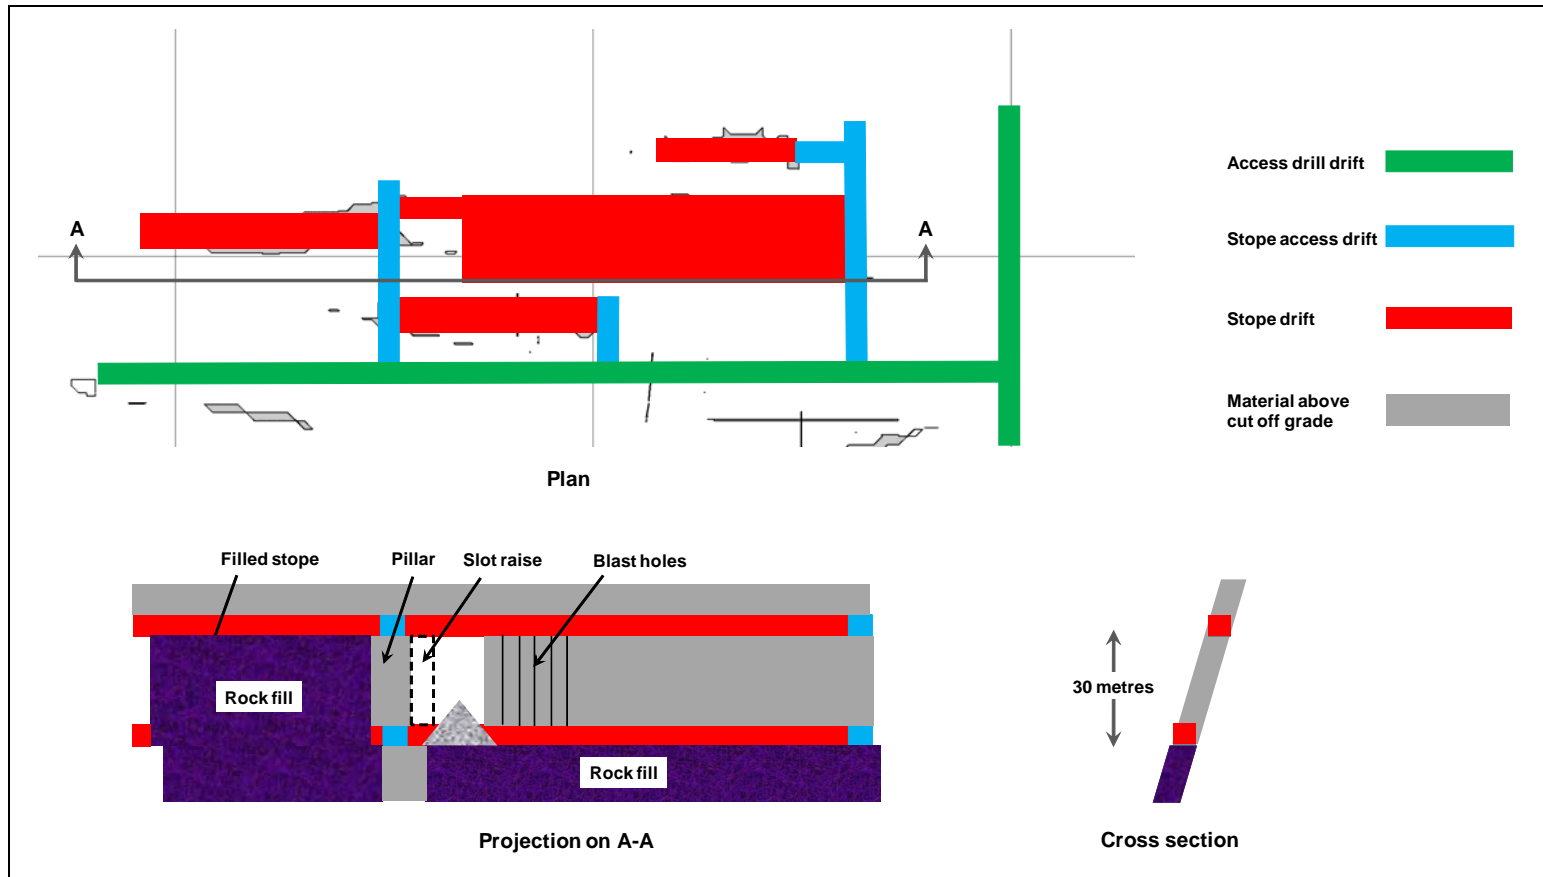 Access drill drift
A
A
Stope access drift
Stope drift
Material above
cut off grade
Plan
Filled stope
Pillar
Slot raise
Blast holes
Rock fill
30 metres
Rock fill
Projection on A-A
Cross section